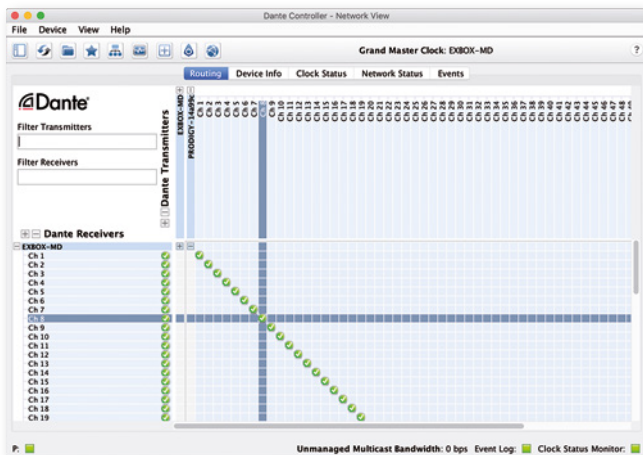 Dante Controller - Network View
File Device View Help
Grand Master Clock: EXBOX-MD
?
Routing Device Info Clock Status Network Status Events
Dante®
Filter Transmitters
Filter Receivers
Dante Transmitters
EXBOX-MD
Ch 1
Ch 2
Ch 3
Ch 4
Ch 5
Ch 6
Ch 7
Ch 8
Ch 9
Ch 10
Ch 11
Ch 12
Ch 13
Ch 14
Ch 15
Ch 16
Ch 17
Ch 18
Ch 19
Ch 20
Ch 21
Ch 22
Ch 23
Ch 24
Ch 25
Ch 26
Ch 27
Ch 28
Ch 29
Ch 30
Ch 31
Ch 32
Ch 33
Ch 34
Ch 35
Ch 36
Ch 37
Ch 38
Ch 39
Ch 40
Ch 41
Ch 42
Ch 43
Ch 44
Ch 45
Ch 46
Ch 47
Ch 48
Dante Receivers
EXBOX-MD
Ch 1
Ch 2
Ch 3
Ch 4
Ch 5
Ch 6
Ch 7
Ch 8
Ch 9
Ch 10
Ch 11
Ch 12
Ch 13
Ch 14
Ch 15
Ch 16
Ch 17
Ch 18
Ch 19
P: Unmanaged Multicast Bandwidth: 0 bps Event Log: Clock Status Monitor: